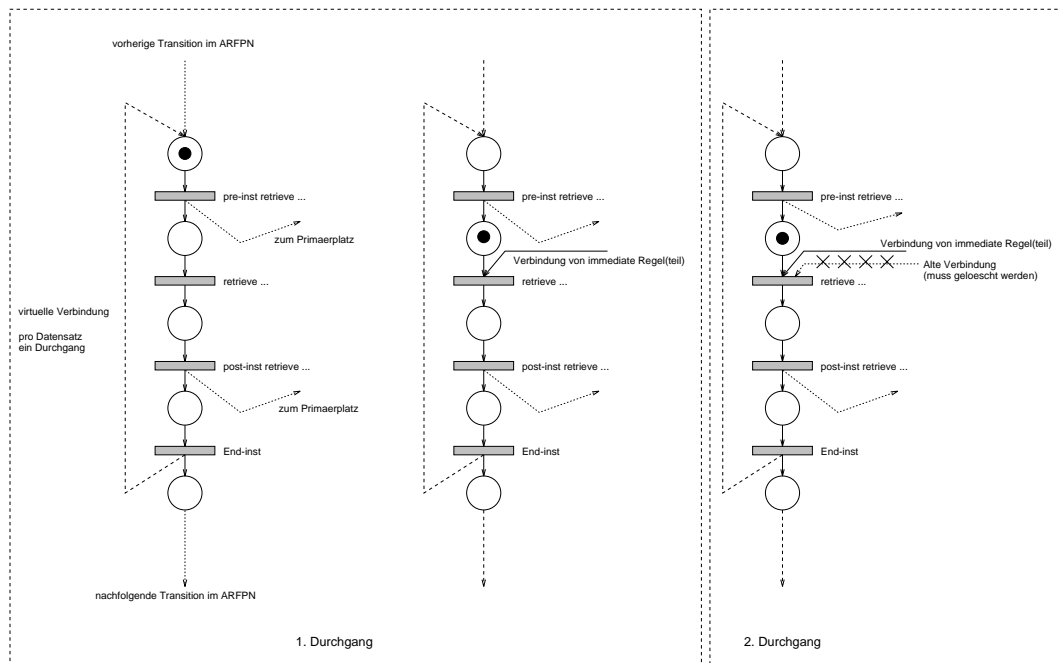 vorherige Transition im ARFPN
pre-inst retrieve ...
zum Primaerplatz
retrieve ...
virtuelle Verbindung
pro Datensatz
ein Durchgang
post-inst retrieve ...
zum Primaerplatz
End-inst
nachfolgende Transition im ARFPN
pre-inst retrieve ...
Verbindung von immediate Regel(teil)
retrieve ...
post-inst retrieve ...
End-inst
1. Durchgang
pre-inst retrieve ...
Verbindung von immediate Regel(teil)
Alte Verbindung
(muss geloescht werden)
retrieve ...
post-inst retrieve ...
End-inst
2. Durchgang